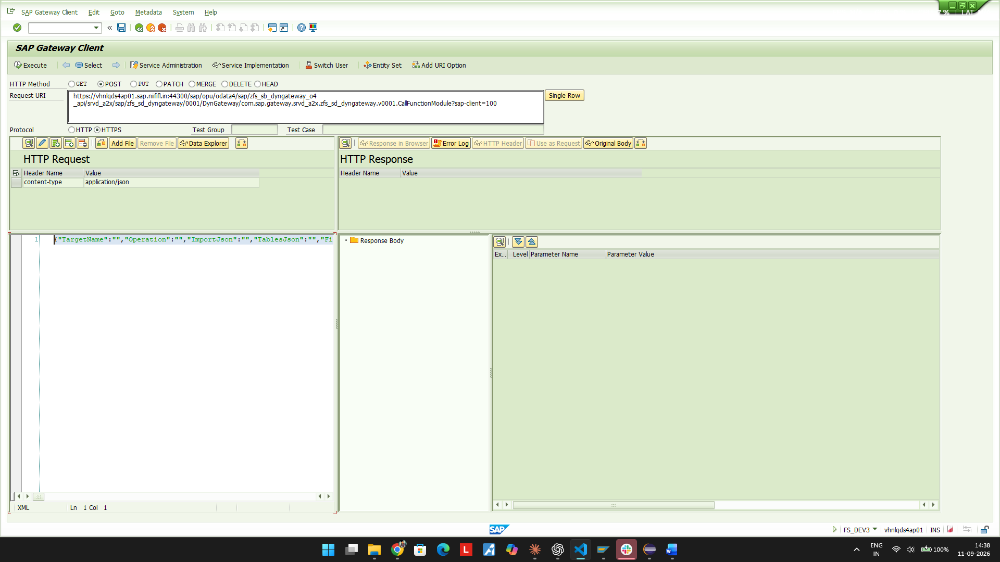 SAP Gateway Client Edit Goto Metadata System Help
7 % LAT
SAP Gateway Client
Execute Select Service Administration Service Implementation Switch User Entity Set Add URI Option
HTTP Method GET POST PUT PATCH MERGE DELETE HEAD
Request URI https://vhnlqds4ap01.sap.niififl.in:44300/sap/opu/odata4/sap/zfs_sb_dyngateway_o4 Single Row
_api/srvd_a2x/sap/zfs_sd_dyngateway/0001/DynGateway/com.sap.gateway.srvd_a2x.zfs_sd_dyngateway.v0001.CallFunctionModule?sap-client=100
Protocol HTTP HTTPS Test Group Test Case
Add File Remove File Data Explorer
Response in Browser Error Log HTTP Header Use as Request Original Body
HTTP Request
HTTP Response
Header Name Value
Header Name Value
content-type application/json
1 {"TargetName":"","Operation":"","ImportJson":"","TablesJson":"","Fi
Response Body
Ex... Level Parameter Name Parameter Value
XML Ln 1 Col 1
SAP FS_DEV3 vhnlqds4ap01 INS
L
W
ENG
IN
100%
14:38
11-09-2026